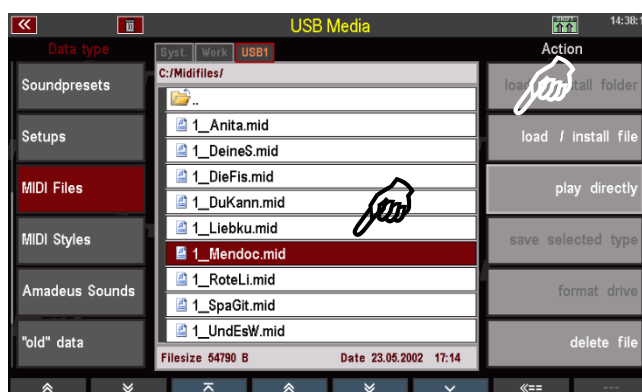 USB Media
14:38:1
Data type
Syst. Work USB1
Action
C:/Midifiles/
..
1__Anita.mid
1__DeineS.mid
1__DieFis.mid
1__DuKann.mid
1__Liebku.mid
1__Mendoc.mid
1__RoteLi.mid
1__SpaGit.mid
1__UndEsW.mid
Filesize 54790 B Date 23.05.2002 17:14
Soundpresets
Setups
MIDI Files
MIDI Styles
Amadeus Sounds
"old" data
folder
load / install file
play directly
save selected type
format drive
delete file
«==
---